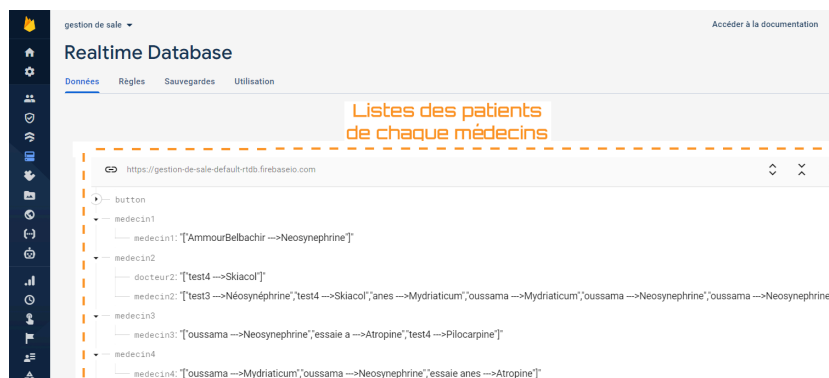 gestion de sale
Accéder à la documentation
Realtime Database
Données Règles Sauvegardes Utilisation
Listes des patients
de chaque médecins
https://gestion-de-sale-default-rtdb.firebaseio.com
button
medecin1
medecin1: "["AmmourBelbachir --->Neosynephrine"]"
medecin2
docteur2: "["test4 --->Skiacol"]"
medecin2: "["test3 --->Néosynéphrine","test4 --->Skiacol","anes --->Mydriaticum","oussama --->Mydriaticum","oussama --->Neosynephrine","oussama --->Neosynephrine
medecin3
medecin3: "["oussama --->Neosynephrine","essaie a --->Atropine","test4 --->Pilocarpine"]"
medecin4
medecin4: "["oussama --->Mydriaticum","oussama --->Neosynephrine","essaie anes --->Atropine"]"